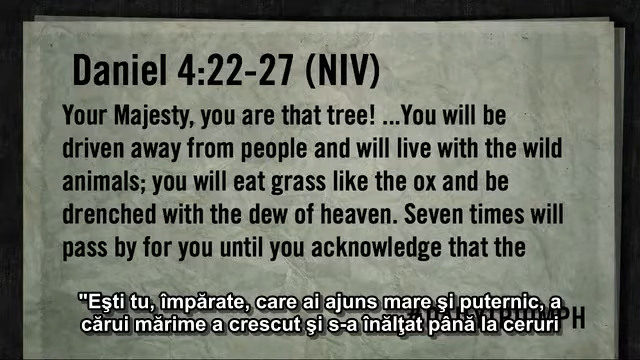 Daniel 4:22-27 (NIV)
Your Majesty, you are that tree! ...You will be
driven away from people and will live with the wild
animals; you will eat grass like the ox and be
drenched with the dew of heaven. Seven times will
pass by for you until you acknowledge that the
"Eşti tu, împărate, care ai ajuns mare şi puternic, a
cărui mărime a crescut şi s-a înălţat până la ceruri